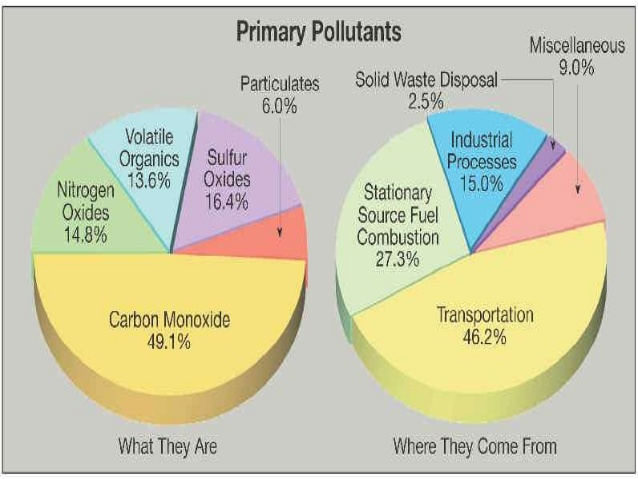 Primary Pollutants
Particulates
6.0%
Volatile
Organics
13.6%
Sulfur
Oxides
16.4%
Nitrogen
Oxides
14.8%
Carbon Monoxide
49.1%
What They Are
Miscellaneous
9.0%
Solid Waste Disposal
2.5%
Industrial
Processes
15.0%
Stationary
Source Fuel
Combustion
27.3%
Transportation
46.2%
Where They Come From